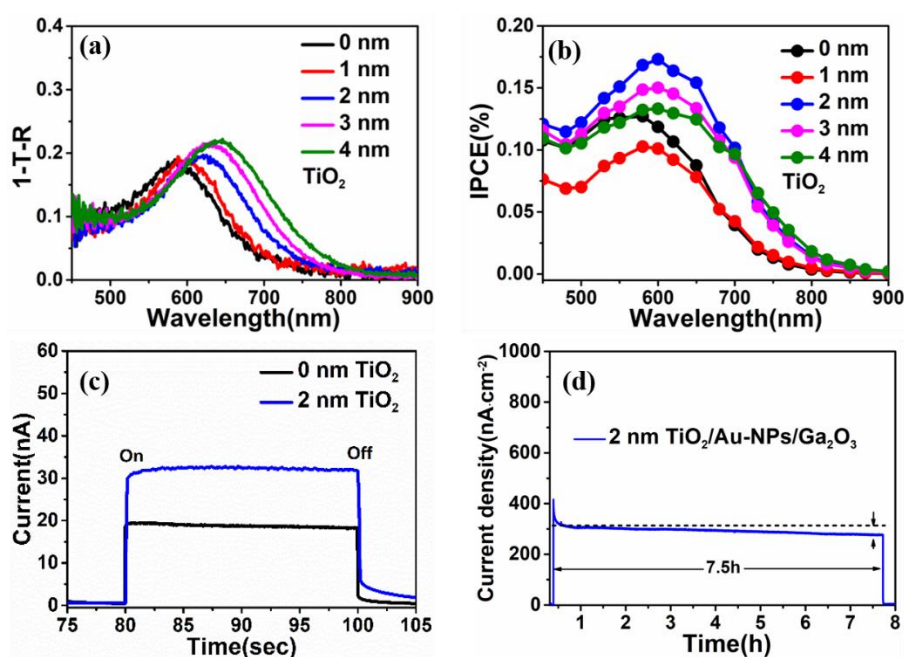 (a)
0 nm
1 nm
2 nm
3 nm
4 nm
TiO₂
1-T-R
0.4
0.3
0.2
0.1
0.0
500 600 700 800 900
Wavelength(nm)
(b)
0 nm
1 nm
2 nm
3 nm
4 nm
TiO₂
IPCE(%)
0.20
0.15
0.10
0.05
0.00
500 600 700 800 900
Wavelength(nm)
(c)
0 nm TiO₂
2 nm TiO₂
On
Off
Current(nA)
60
50
40
30
20
10
0
75 80 85 90 95 100 105
Time(sec)
(d)
2 nm TiO₂/Au-NPs/Ga₂O₃
7.5h
Current density(nA·cm⁻²)
1000
800
600
400
200
0
1 2 3 4 5 6 7 8
Time(h)